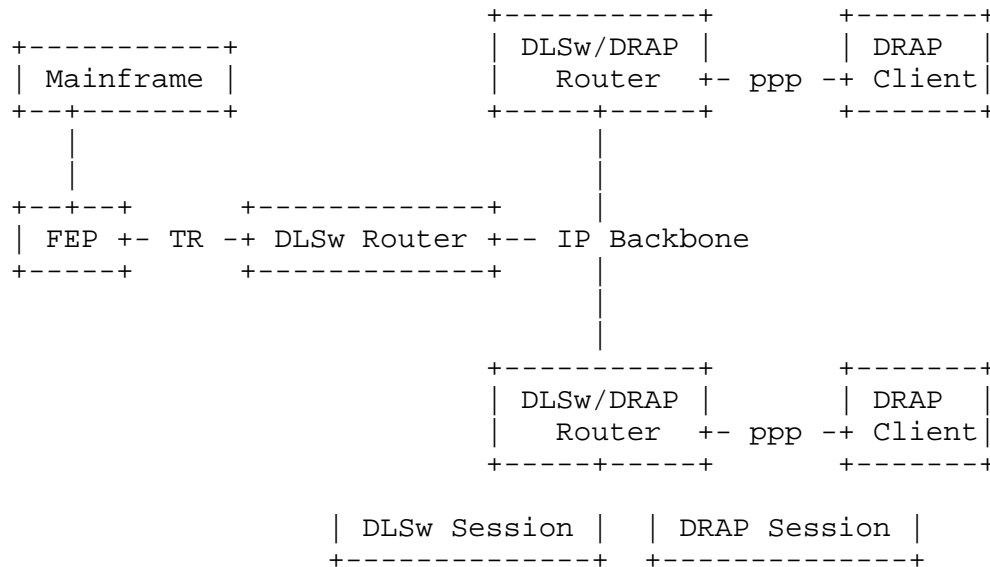 DLSw/DRAP DRAP
Mainframe Router ppp Client
FEP TR DLSw Router IP Backbone
DLSw/DRAP DRAP
Router ppp Client
DLSw Session DRAP Session